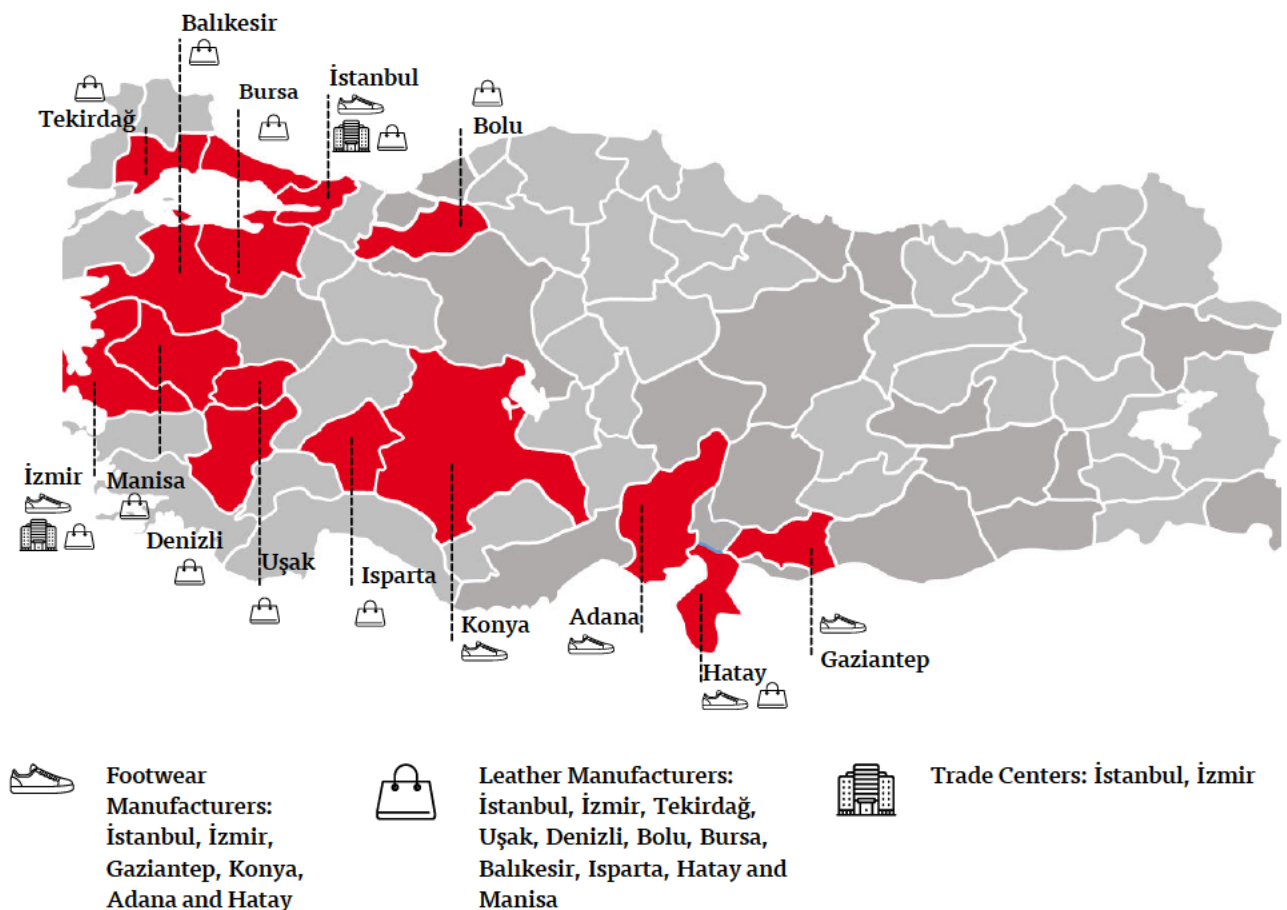 Balıkesir
Bursa
İstanbul
Tekirdağ
Bolu
İzmir
Manisa
Denizli
Uşak
Isparta
Konya
Adana
Hatay
Gaziantep
Footwear
Manufacturers:
İstanbul, İzmir,
Gaziantep, Konya,
Adana and Hatay
Leather Manufacturers:
İstanbul, İzmir, Tekirdağ,
Uşak, Denizli, Bolu, Bursa,
Balıkesir, Isparta, Hatay and
Manisa
Trade Centers: İstanbul, İzmir